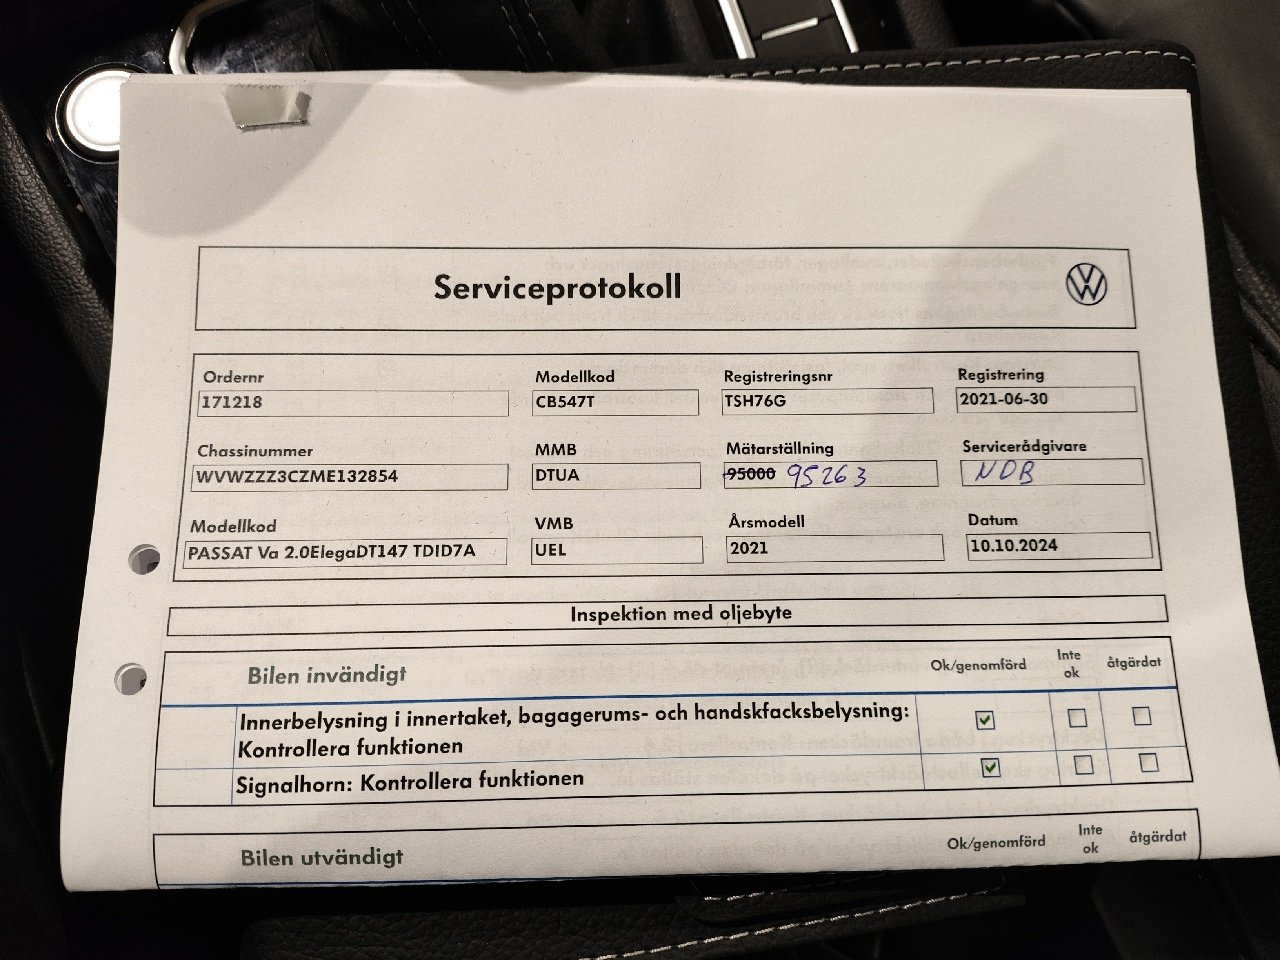 Serviceprotokoll
Ordernr Modellkod Registreringsnr Registrering
171218 CB547T TSH76G 2021-06-30
Chassinummer MMB Mätarställning Servicerådgivare
WVWZZZ3CZME132854 DTUA 95000 95263 NDB
Modellkod VMB Årsmodell Datum
PASSAT Va 2.0ElegaDT147 TDID7A UEL 2021 10.10.2024
Inspektion med oljebyte
Bilen invändigt Ok/genomförd Inte ok åtgärdat
Innerbelysning i innertaket, bagagerums- och handskfacksbelysning:
Kontrollera funktionen
Signalhorn: Kontrollera funktionen
Bilen utvändigt Ok/genomförd Inte ok åtgärdat